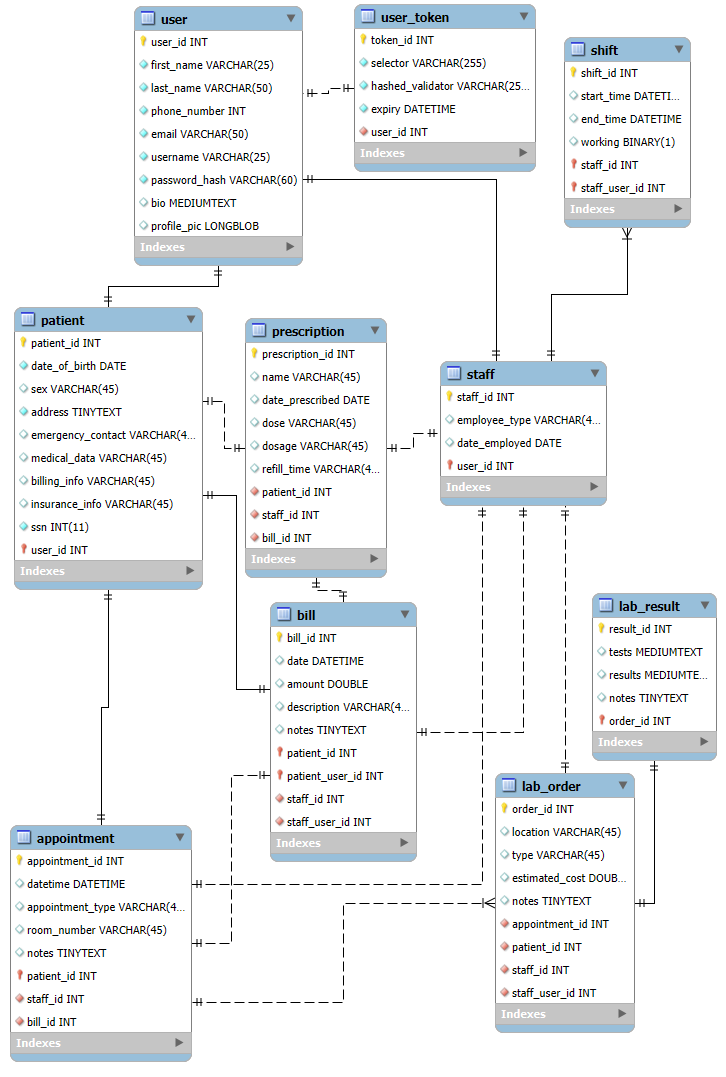 user
user_id INT
first_name VARCHAR(25)
last_name VARCHAR(50)
phone_number INT
email VARCHAR(50)
username VARCHAR(25)
password_hash VARCHAR(60)
bio MEDIUMTEXT
profile_pic LONGBLOB
Indexes
user_token
token_id INT
selector VARCHAR(255)
hashed_validator VARCHAR(25...
expiry DATETIME
user_id INT
Indexes
shift
shift_id INT
start_time DATETI...
end_time DATETIME
working BINARY(1)
staff_id INT
staff_user_id INT
Indexes
patient
patient_id INT
date_of_birth DATE
sex VARCHAR(45)
address TINYTEXT
emergency_contact VARCHAR(4...
medical_data VARCHAR(45)
billing_info VARCHAR(45)
insurance_info VARCHAR(45)
ssn INT(11)
user_id INT
Indexes
prescription
prescription_id INT
name VARCHAR(45)
date_prescribed DATE
dose VARCHAR(45)
dosage VARCHAR(45)
refill_time VARCHAR(4...
patient_id INT
staff_id INT
bill_id INT
Indexes
staff
staff_id INT
employee_type VARCHAR(4...
date_employed DATE
user_id INT
Indexes
bill
bill_id INT
date DATETIME
amount DOUBLE
description VARCHAR(4...
notes TINYTEXT
patient_id INT
patient_user_id INT
staff_id INT
staff_user_id INT
Indexes
lab_result
result_id INT
tests MEDIUMTEXT
results MEDIUMTE...
notes TINYTEXT
order_id INT
Indexes
lab_order
order_id INT
location VARCHAR(45)
type VARCHAR(45)
estimated_cost DOUB...
notes TINYTEXT
appointment_id INT
patient_id INT
staff_id INT
staff_user_id INT
Indexes
appointment
appointment_id INT
datetime DATETIME
appointment_type VARCHAR(4...
room_number VARCHAR(45)
notes TINYTEXT
patient_id INT
staff_id INT
bill_id INT
Indexes